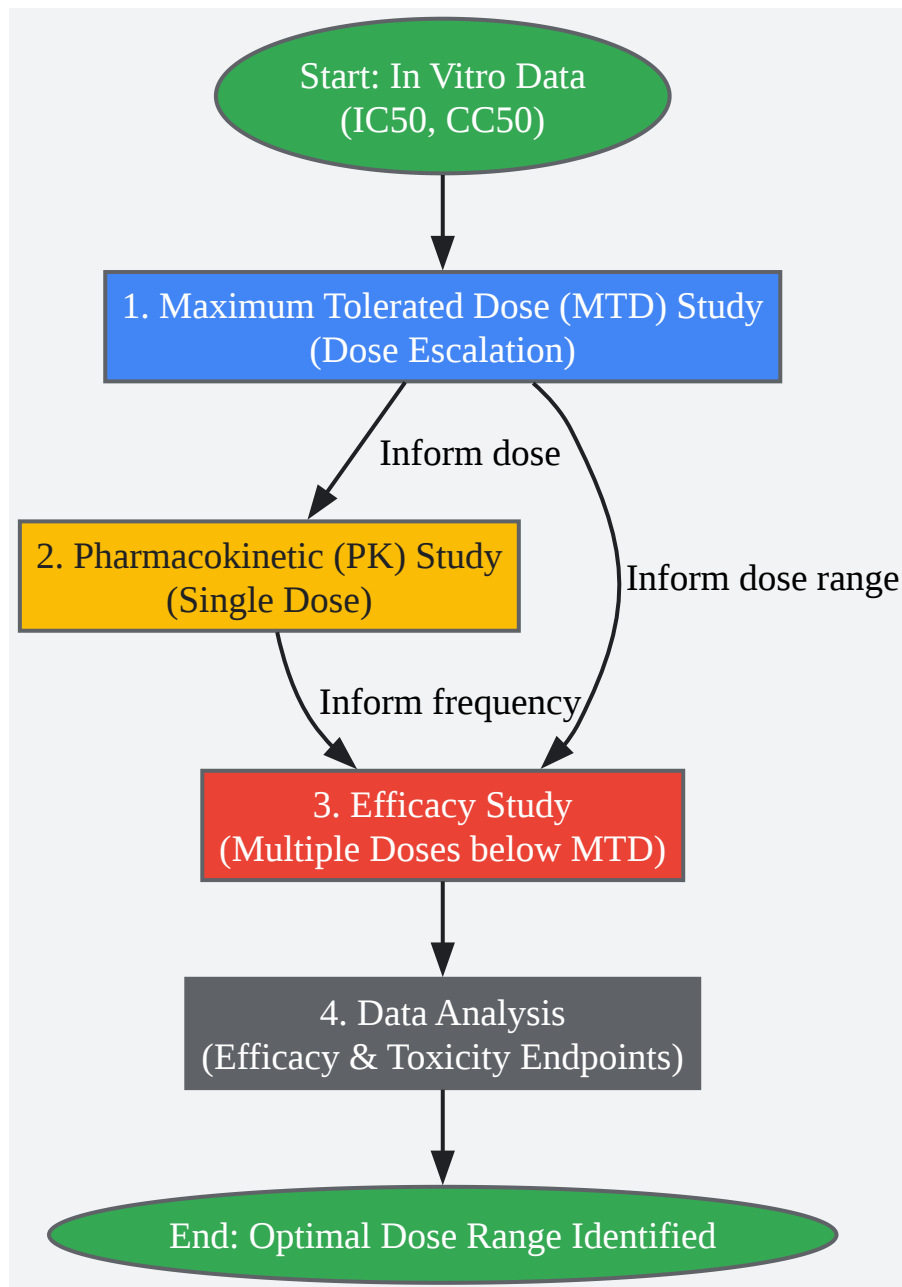 Start: In Vitro Data
(IC50, CC50)
1. Maximum Tolerated Dose (MTD) Study
(Dose Escalation)
Inform dose
2. Pharmacokinetic (PK) Study
(Single Dose)
Inform dose range
Inform frequency
3. Efficacy Study
(Multiple Doses below MTD)
4. Data Analysis
(Efficacy & Toxicity Endpoints)
End: Optimal Dose Range Identified